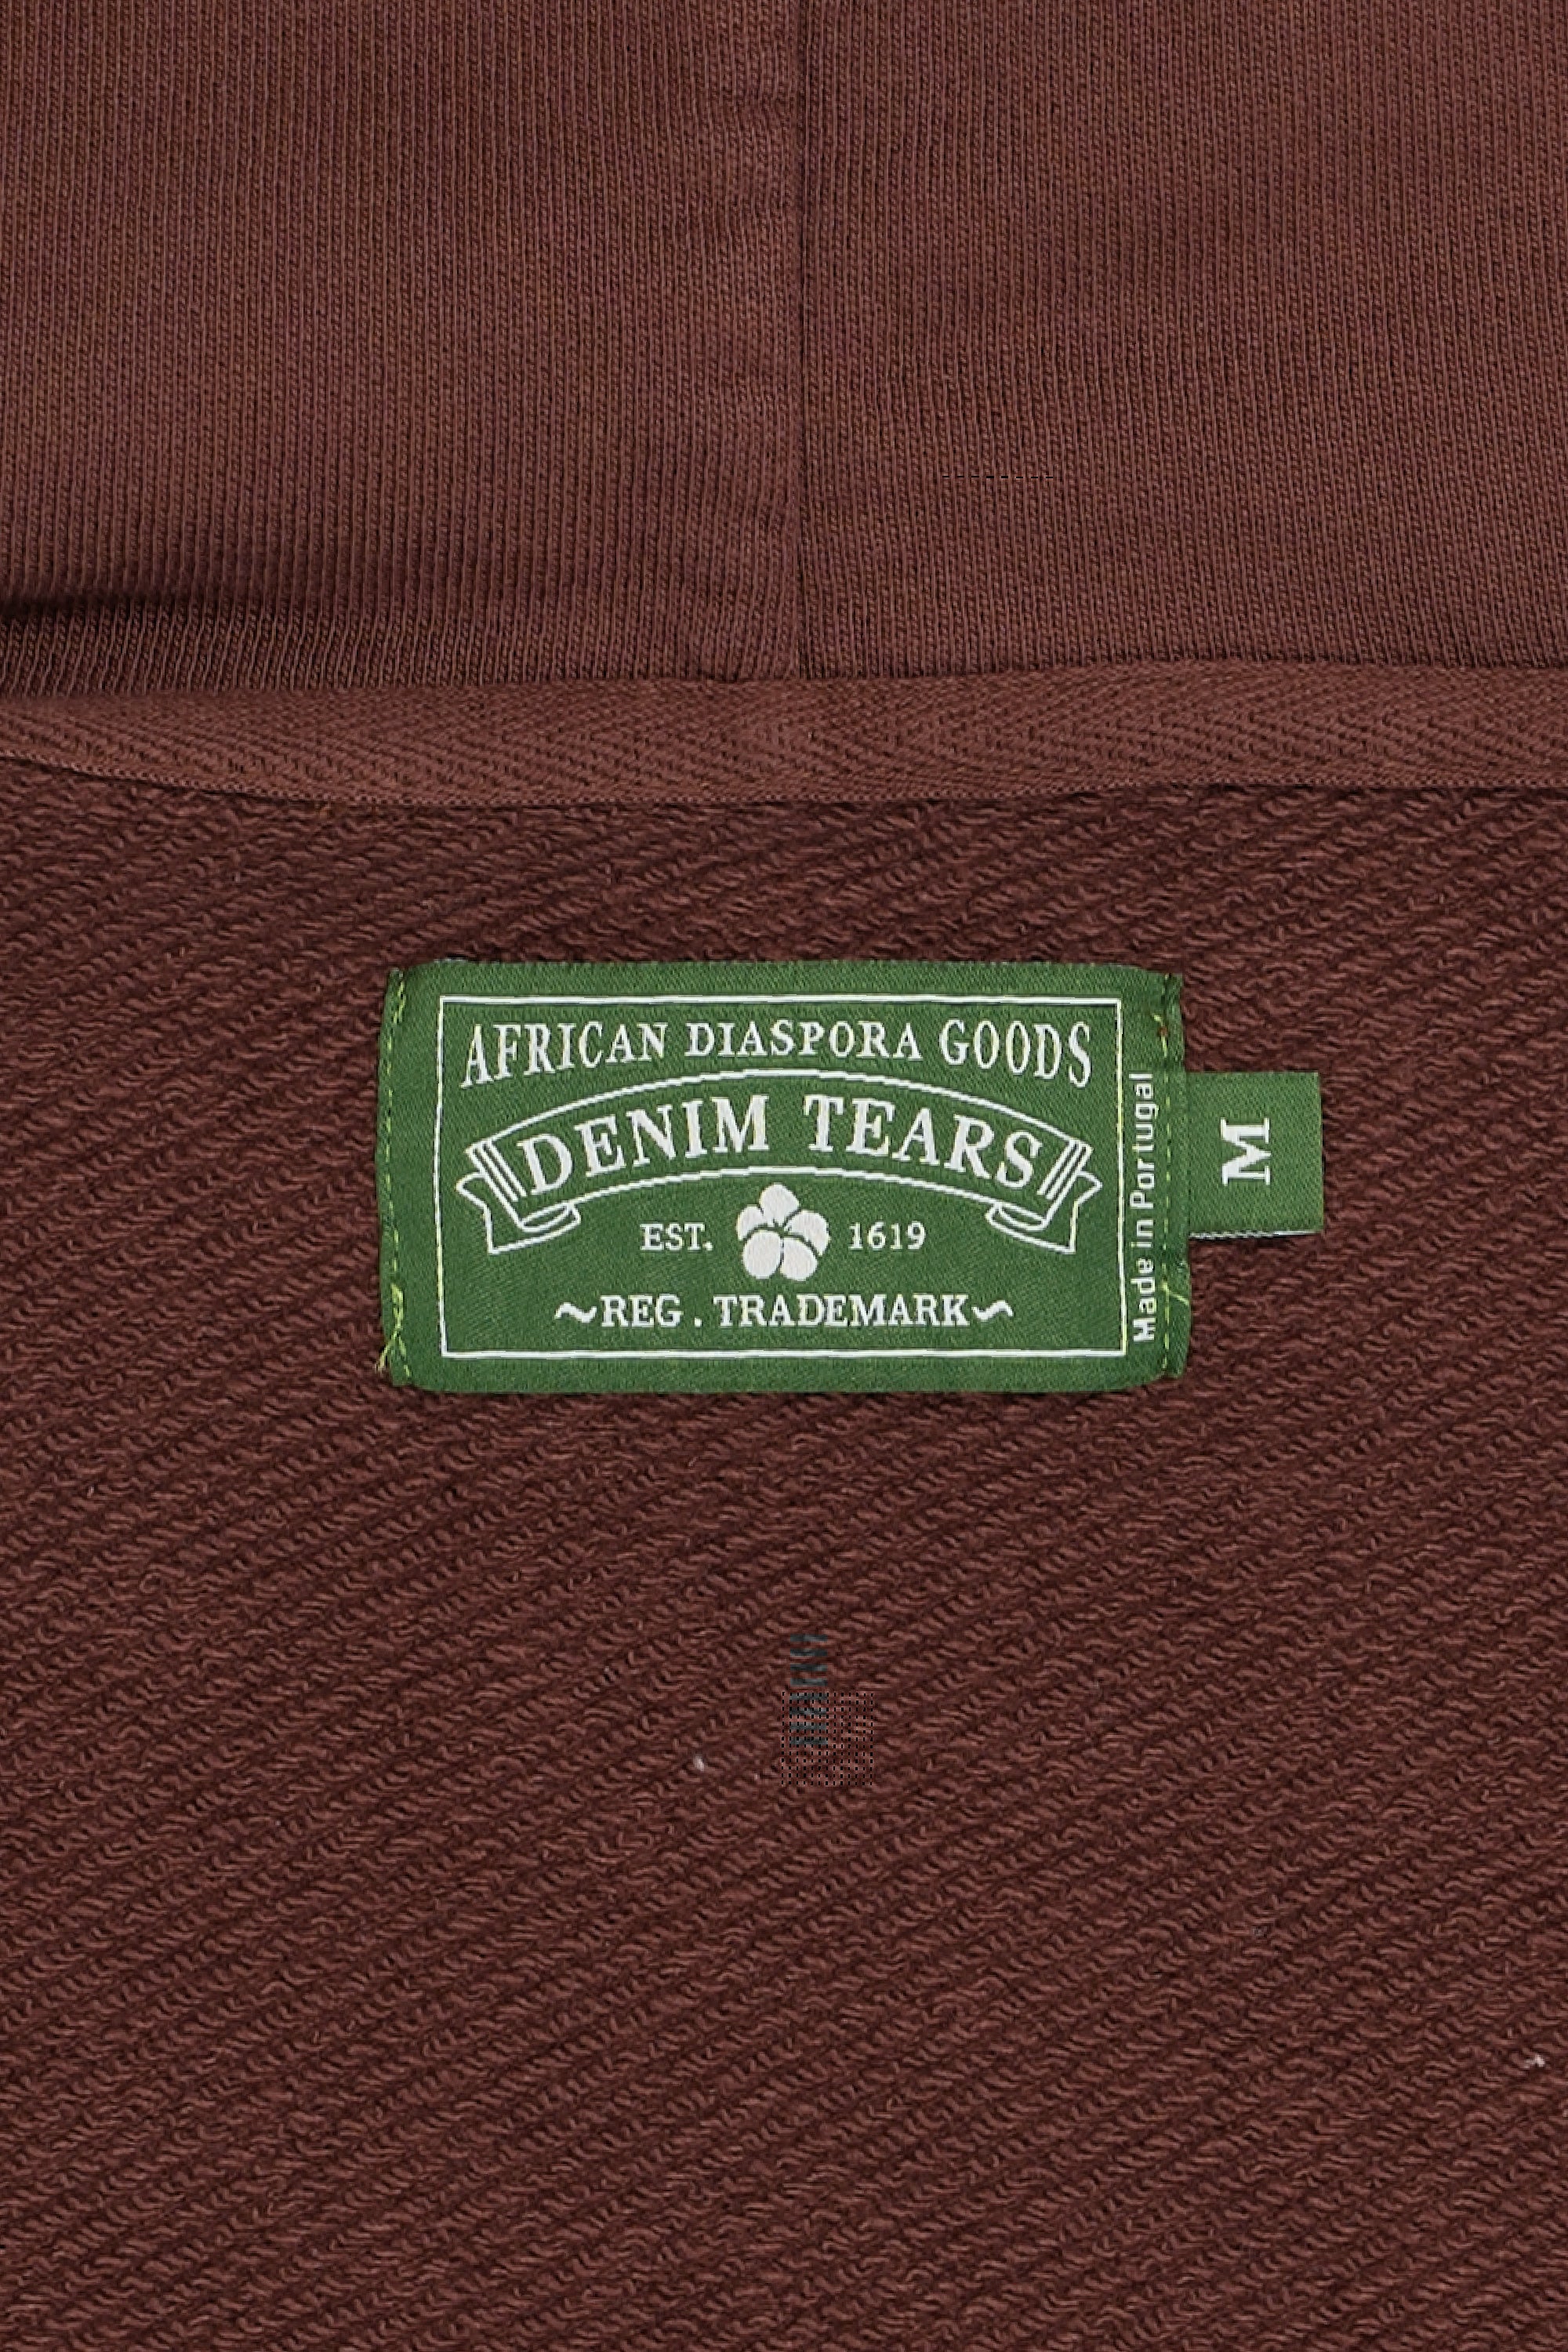 AFRICAN DIASPORA GOODS
DENIM TEARS
EST. 1619
~REG . TRADEMARK~
Made in Portugal
M